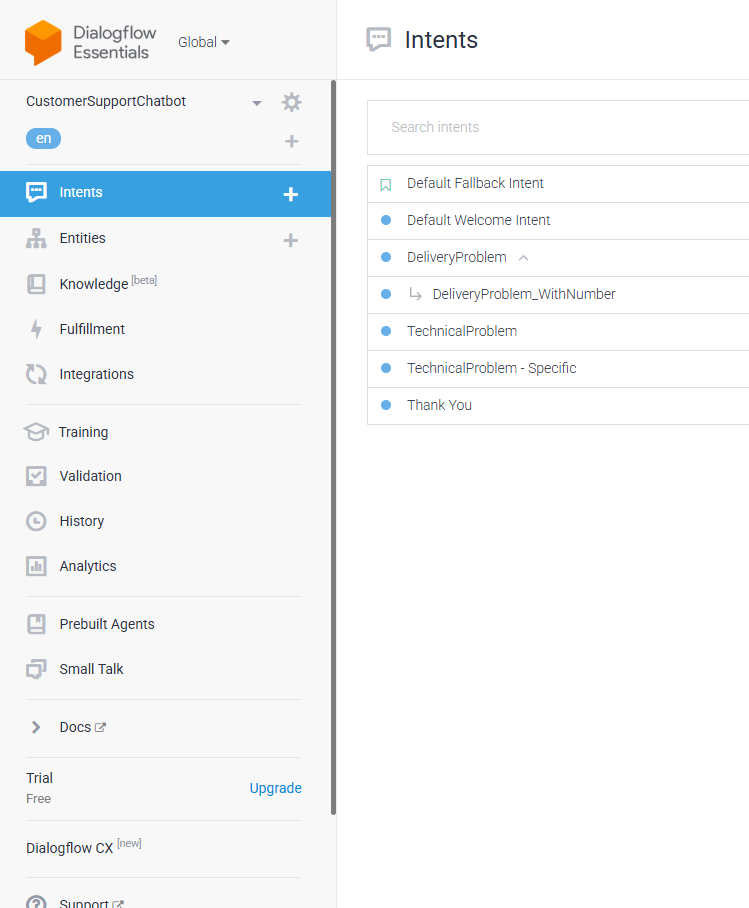 Dialogflow
Essentials
Global
Intents
CustomerSupportChatbot
en
Search intents
Intents
Entities
Knowledge [beta]
Fulfillment
Integrations
Training
Validation
History
Analytics
Prebuilt Agents
Small Talk
Docs
Trial
Free
Upgrade
Dialogflow CX [new]
Support
Default Fallback Intent
Default Welcome Intent
DeliveryProblem
DeliveryProblem_WithNumber
TechnicalProblem
TechnicalProblem - Specific
Thank You